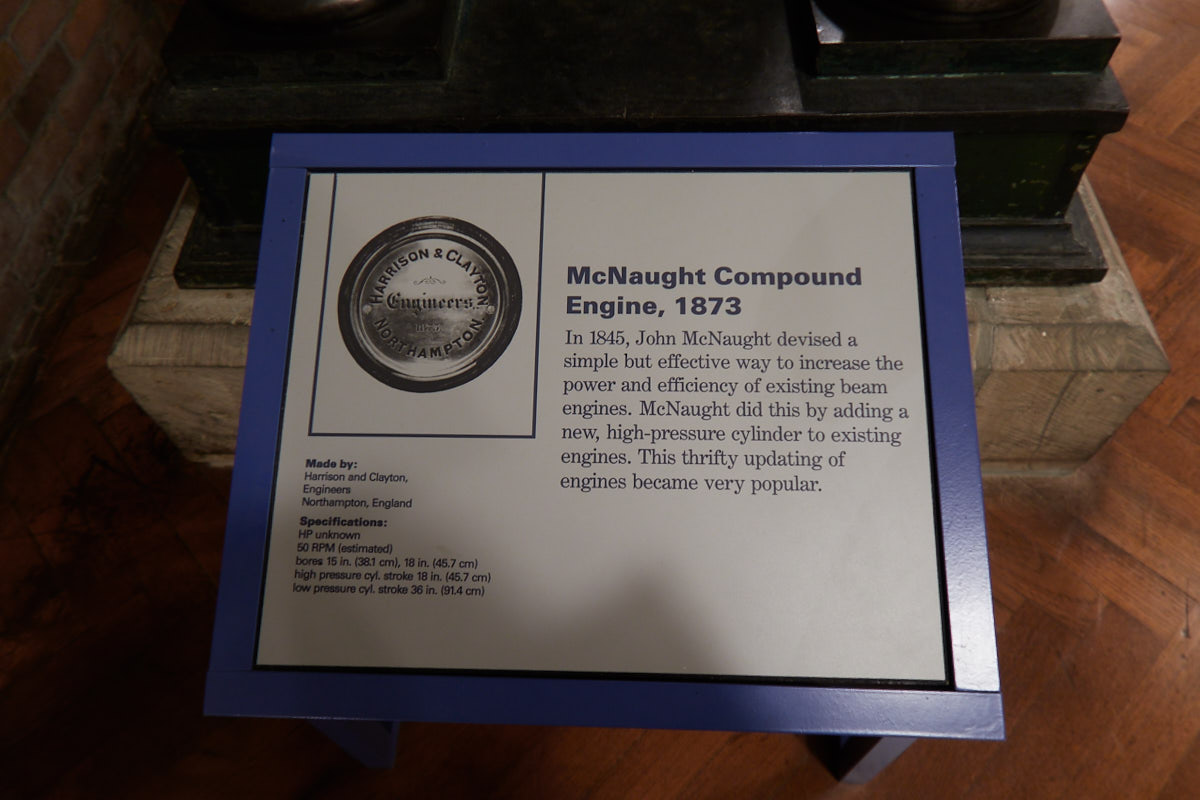 HARRISON & CLAYTON
Engineers
1873
NORTHAMPTON
Made by:
Harrison and Clayton,
Engineers
Northampton, England
Specifications:
HP unknown
50 RPM (estimated)
bores 15 in. (38.1 cm), 18 in. (45.7 cm)
high pressure cyl. stroke 18 in. (45.7 cm)
low pressure cyl. stroke 36 in. (91.4 cm)
McNaught Compound
Engine, 1873
In 1845, John McNaught devised a
simple but effective way to increase the
power and efficiency of existing beam
engines. McNaught did this by adding a
new, high-pressure cylinder to existing
engines. This thrifty updating of
engines became very popular.